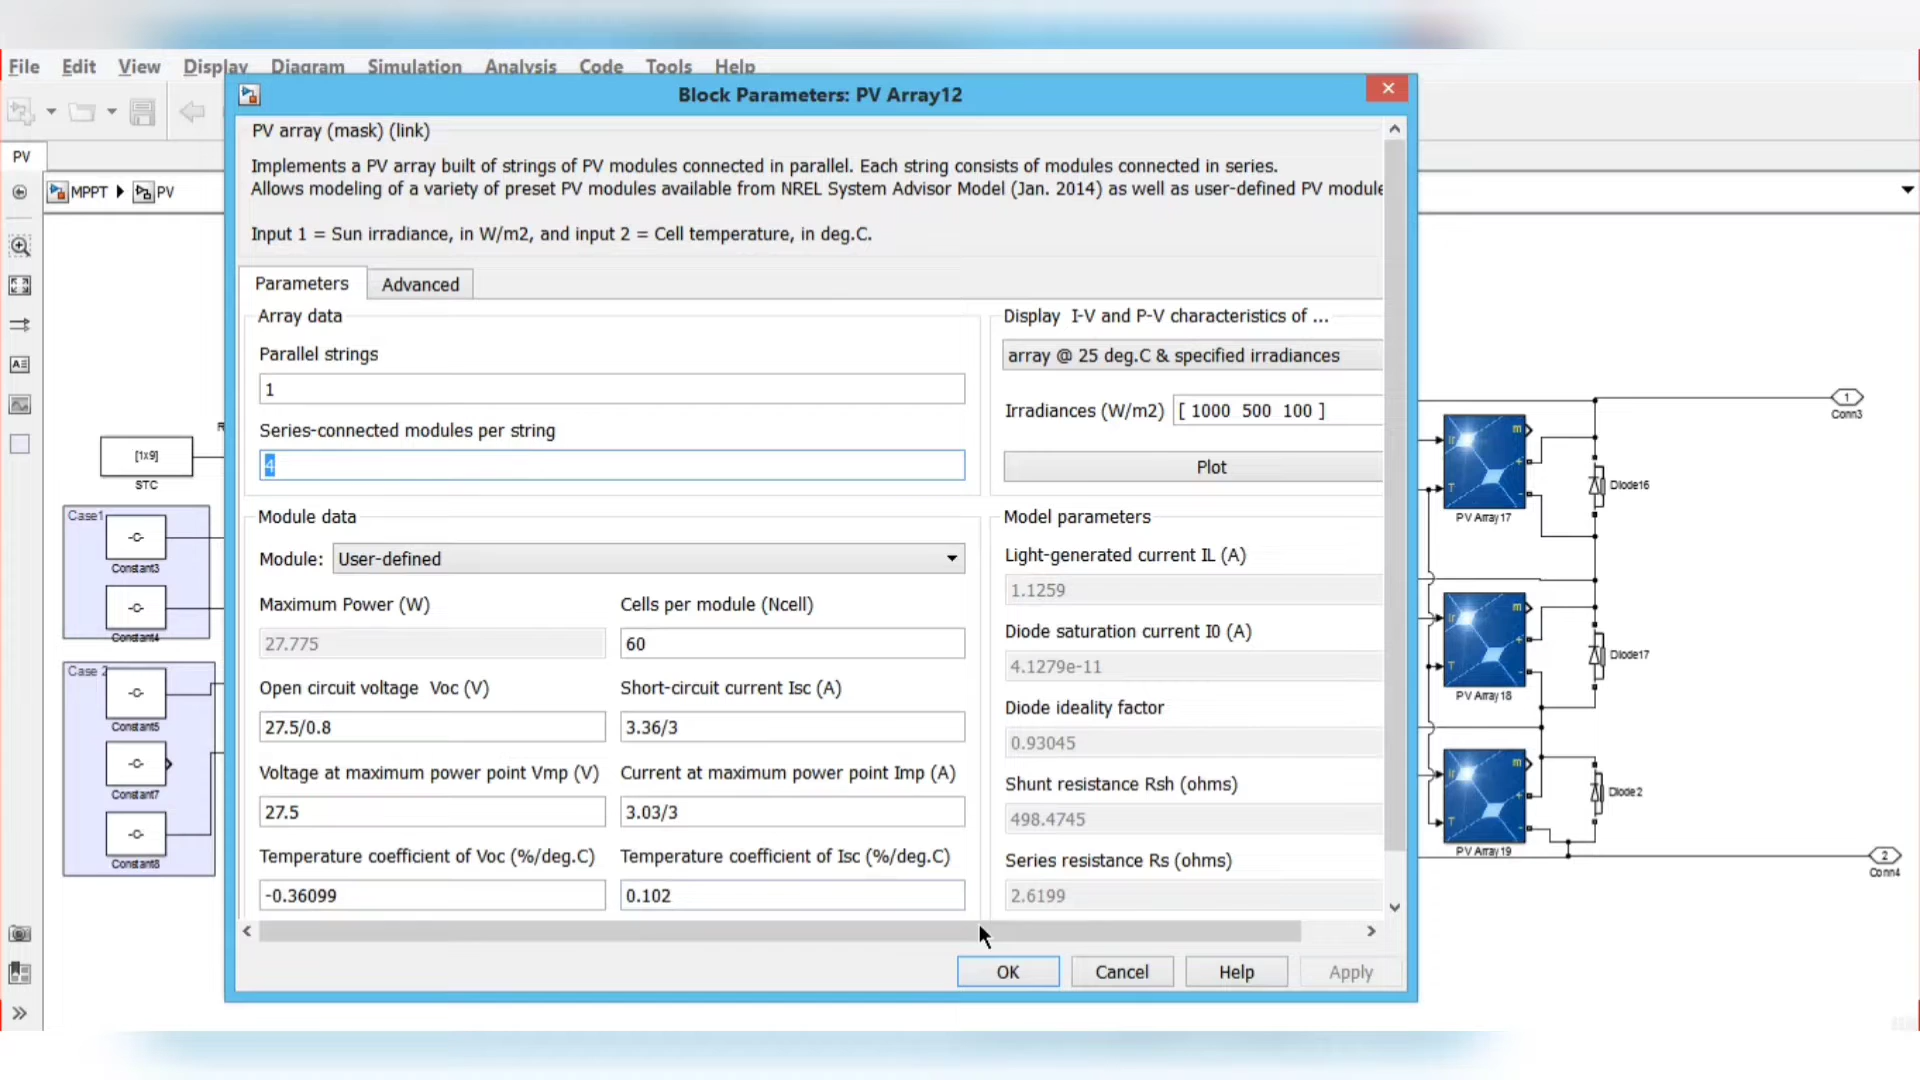 File Edit View Display Diagram Simulation Analysis Code Tools Help
Block Parameters: PV Array12
PV array (mask) (link)
Implements a PV array built of strings of PV modules connected in parallel. Each string consists of modules connected in series.
Allows modeling of a variety of preset PV modules available from NREL System Advisor Model (Jan. 2014) as well as user-defined PV module
Input 1 = Sun irradiance, in W/m2, and input 2 = Cell temperature, in deg.C.
Parameters Advanced
Array data
Parallel strings
1
Series-connected modules per string
4
Display I-V and P-V characteristics of ...
array @ 25 deg.C & specified irradiances
Irradiances (W/m2) [ 1000 500 100 ]
Plot
Module data
Module: User-defined
Maximum Power (W) Cells per module (Ncell)
27.775 60
Open circuit voltage Voc (V) Short-circuit current Isc (A)
27.5/0.8 3.36/3
Voltage at maximum power point Vmp (V) Current at maximum power point Imp (A)
27.5 3.03/3
Temperature coefficient of Voc (%/deg.C) Temperature coefficient of Isc (%/deg.C)
-0.36099 0.102
Model parameters
Light-generated current IL (A)
1.1259
Diode saturation current I0 (A)
4.1279e-11
Diode ideality factor
0.93045
Shunt resistance Rsh (ohms)
498.4745
Series resistance Rs (ohms)
2.6199
OK Cancel Help Apply
PV
MPPT PV
[1x9]
STC
Case1
-C-
Constant3
-C-
Constant4
Case 2
-C-
Constant5
-C-
Constant7
-C-
Constant8
Ir m
T + -
PV Array17
Diode16
Ir m
T + -
PV Array18
Diode17
Ir m
T + -
PV Array19
Diode2
1
Conn3
2
Conn4